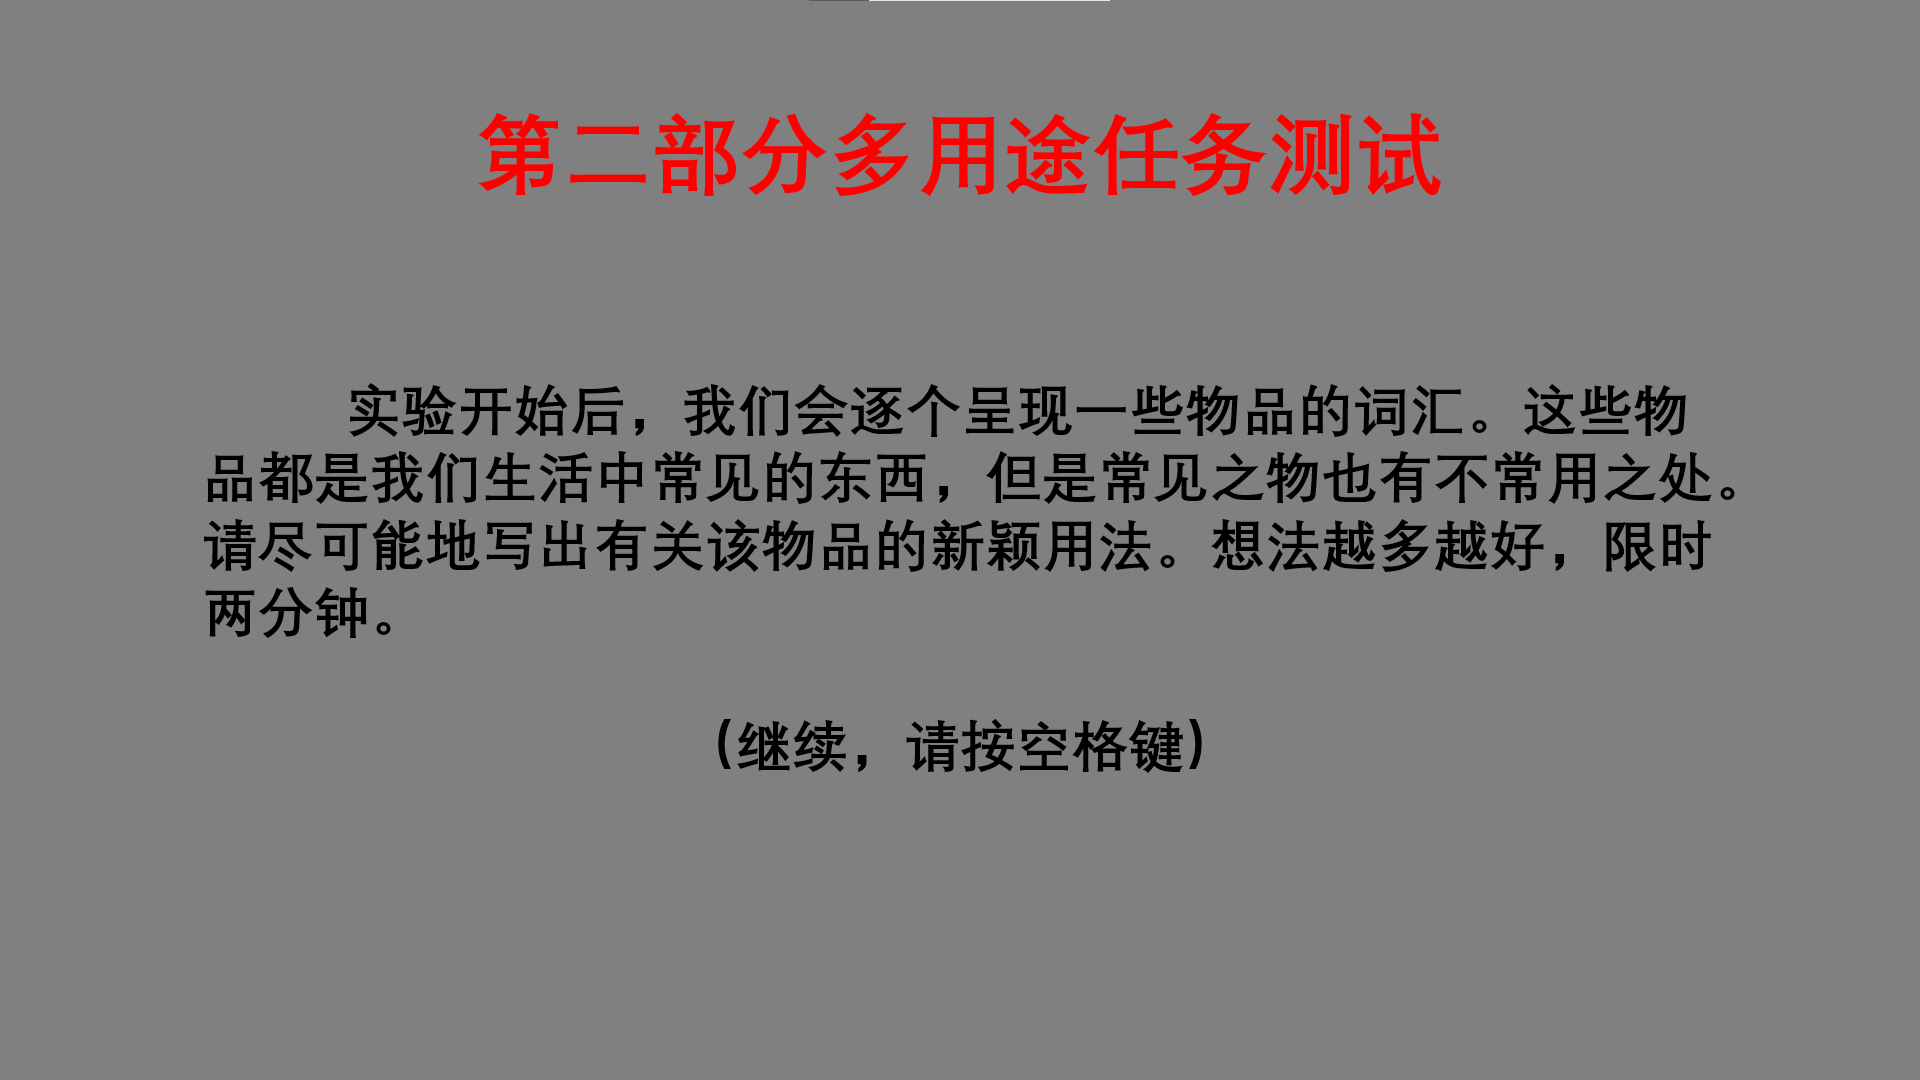 第二部分多用途任务测试
实验开始后，我们会逐个呈现一些物品的词汇。这些物
品都是我们生活中常见的东西，但是常见之物也有不常用之处。
请尽可能地写出有关该物品的新颖用法。想法越多越好，限时
两分钟。
(继续，请按空格键)